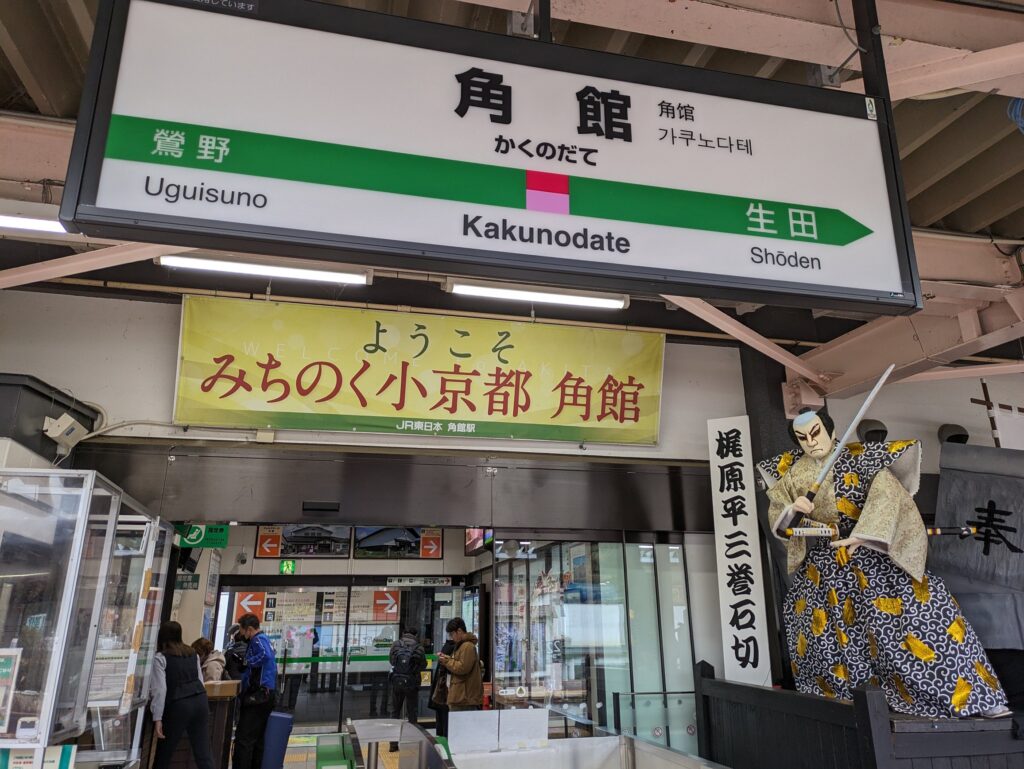 角館
角馆
かくのだて
가쿠노다테
鶯野
生田
Uguisuno
Kakunodate
Shōden
ようこそ
みちのく小京都 角館
JR東日本 角館駅
梶原平三誉石切
奉